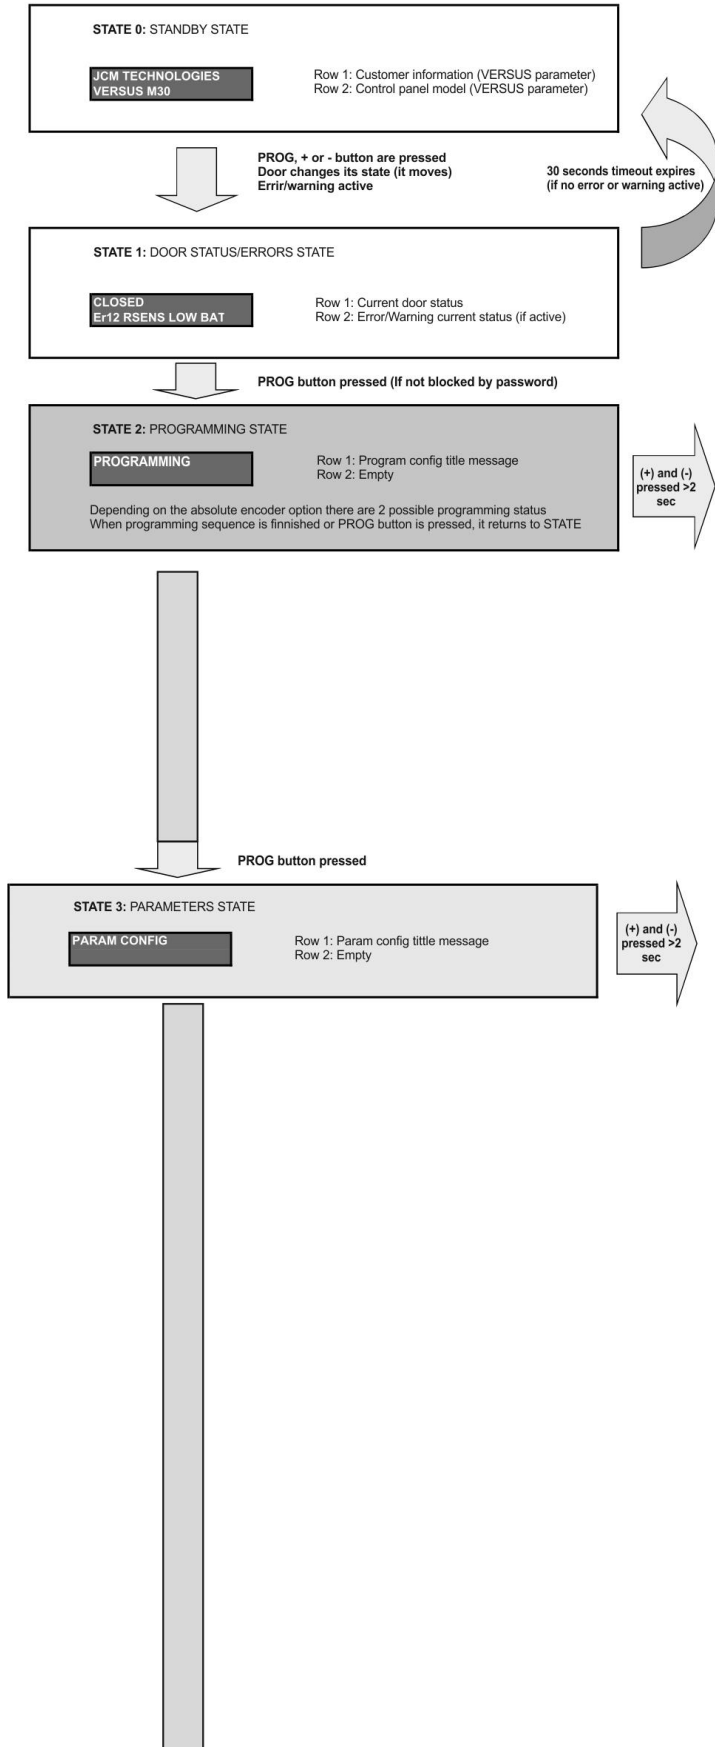 STATE 0: STANDBY STATE
JCM TECHNOLOGIES
VERSUS M30
Row 1: Customer information (VERSUS parameter)
Row 2: Control panel model (VERSUS parameter)
PROG, + or - button are pressed
Door changes its state (it moves)
Errir/warning active
30 seconds timeout expires
(if no error or warning active)
STATE 1: DOOR STATUS/ERRORS STATE
CLOSED
Er12 RSENS LOW BAT
Row 1: Current door status
Row 2: Error/Warning current status (if active)
PROG button pressed (If not blocked by password)
STATE 2: PROGRAMMING STATE
PROGRAMMING
Row 1: Program config title message
Row 2: Empty
Depending on the absolute encoder option there are 2 possible programming status
When programming sequence is finnished or PROG button is pressed, it returns to STATE
(+) and (-)
pressed >2
sec
PROG button pressed
STATE 3: PARAMETERS STATE
PARAM CONFIG
Row 1: Param config tittle message
Row 2: Empty
(+) and (-)
pressed >2
sec